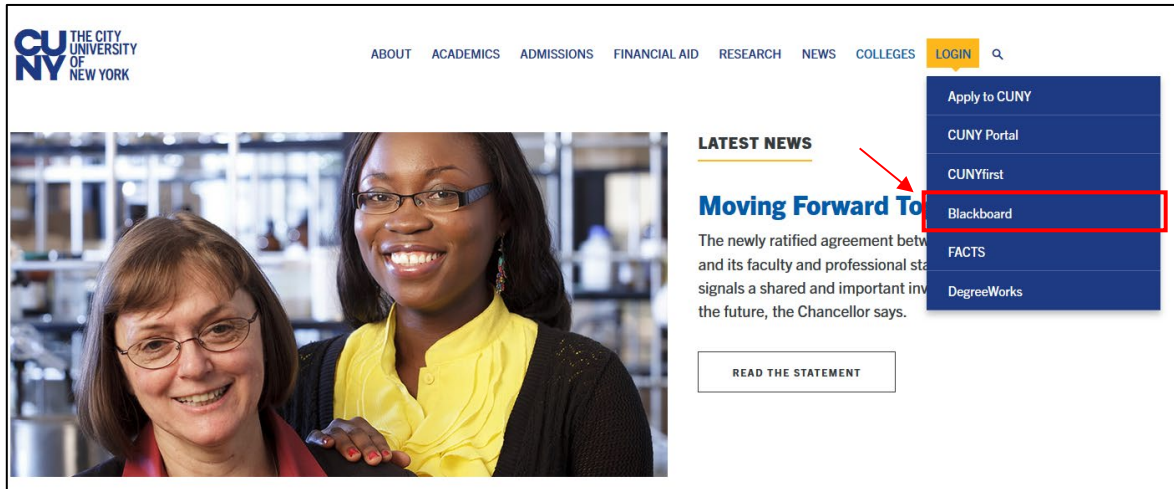 CUNY
THE CITY
UNIVERSITY
OF
NEW YORK
ABOUT ACADEMICS ADMISSIONS FINANCIAL AID RESEARCH NEWS COLLEGES LOGIN
Apply to CUNY
CUNY Portal
CUNYfirst
Blackboard
FACTS
DegreeWorks
LATEST NEWS
Moving Forward To
The newly ratified agreement betw
and its faculty and professional sta
signals a shared and important inv
the future, the Chancellor says.
READ THE STATEMENT